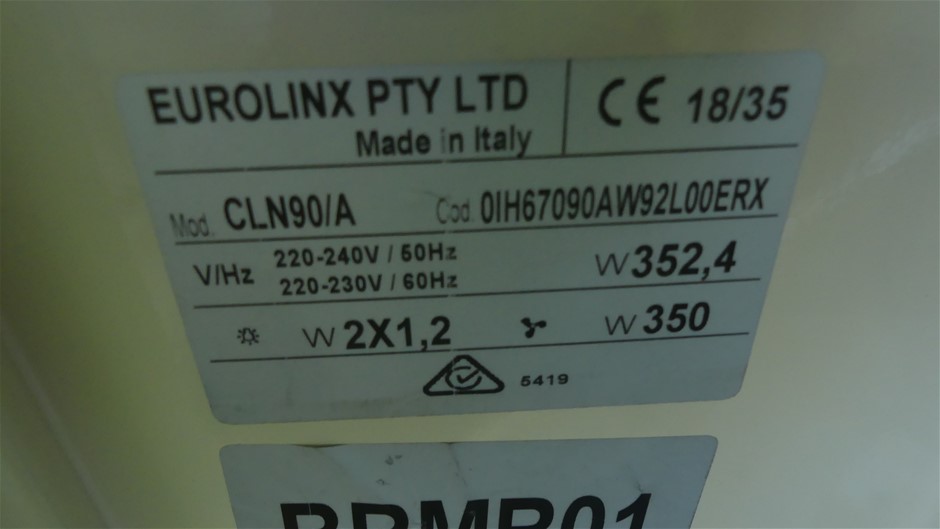 EUROLINX PTY LTD
Made in Italy
CE 18/35
Mod. CLN90/A Cod. 0IH67090AW92L00ERX
V/Hz 220-240V / 50Hz
220-230V / 60Hz
W 352,4
W 2X1,2 W 350
5419